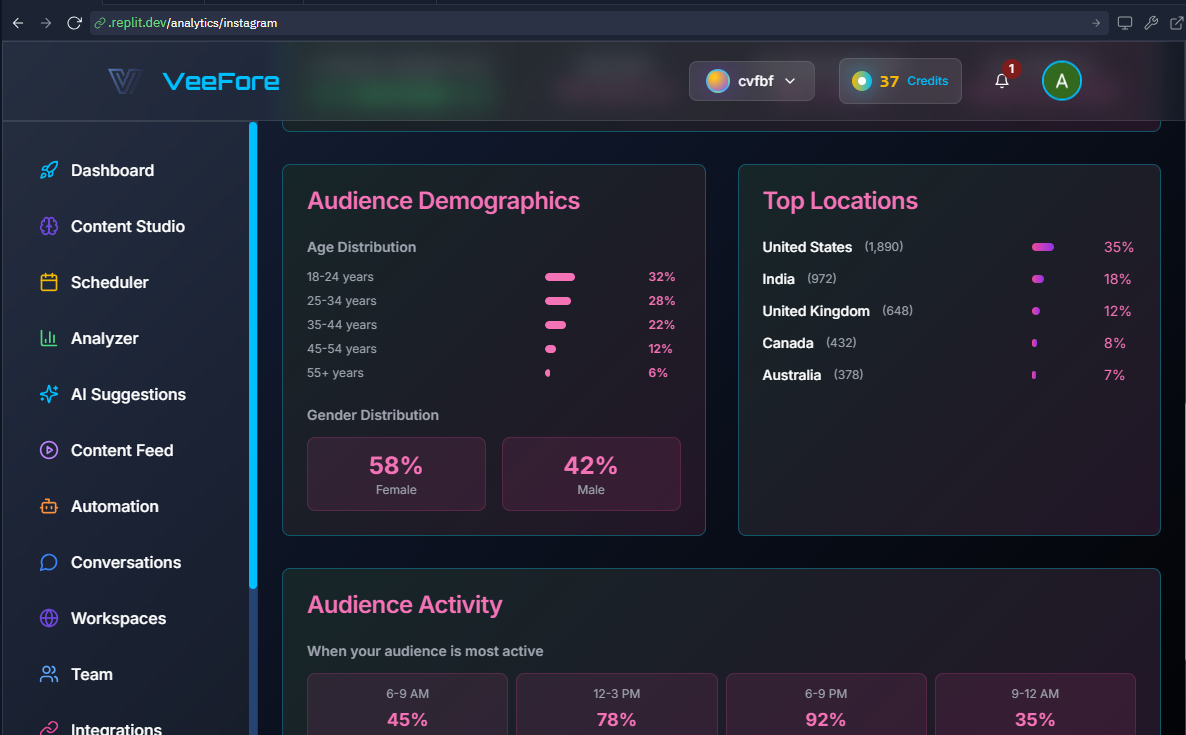 .replit.dev/analytics/instagram
VeeFore
cvfbf
37 Credits
1
A
Dashboard
Content Studio
Scheduler
Analyzer
AI Suggestions
Content Feed
Automation
Conversations
Workspaces
Team
Integrations
Audience Demographics
Age Distribution
18-24 years 32%
25-34 years 28%
35-44 years 22%
45-54 years 12%
55+ years 6%
Gender Distribution
58% 42%
Female Male
Top Locations
United States (1,890) 35%
India (972) 18%
United Kingdom (648) 12%
Canada (432) 8%
Australia (378) 7%
Audience Activity
When your audience is most active
6-9 AM 12-3 PM 6-9 PM 9-12 AM
45% 78% 92% 35%